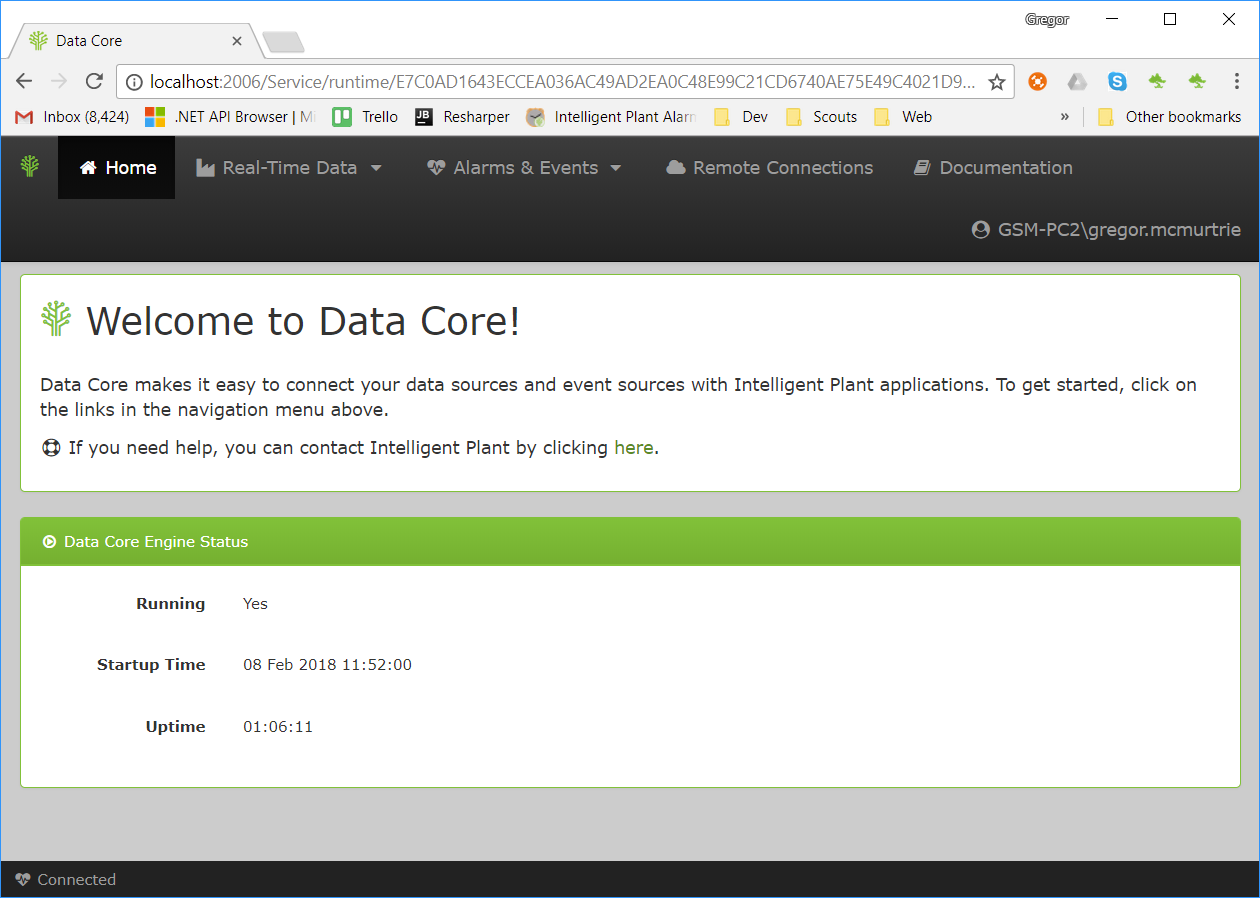 Gregor
Data Core
localhost:2006/Service/runtime/E7C0AD1643ECCEA036AC49AD2EA0C48E99C21CD6740AE75E49C4021D9...
Inbox (8,424) .NET API Browser | Mi Trello JB Resharper Intelligent Plant Alarm Dev Scouts Web » Other bookmarks
Home Real-Time Data Alarms & Events Remote Connections Documentation
GSM-PC2\gregor.mcmurtrie
Welcome to Data Core!
Data Core makes it easy to connect your data sources and event sources with Intelligent Plant applications. To get started, click on
the links in the navigation menu above.
If you need help, you can contact Intelligent Plant by clicking here.
Data Core Engine Status
Running Yes
Startup Time 08 Feb 2018 11:52:00
Uptime 01:06:11
Connected